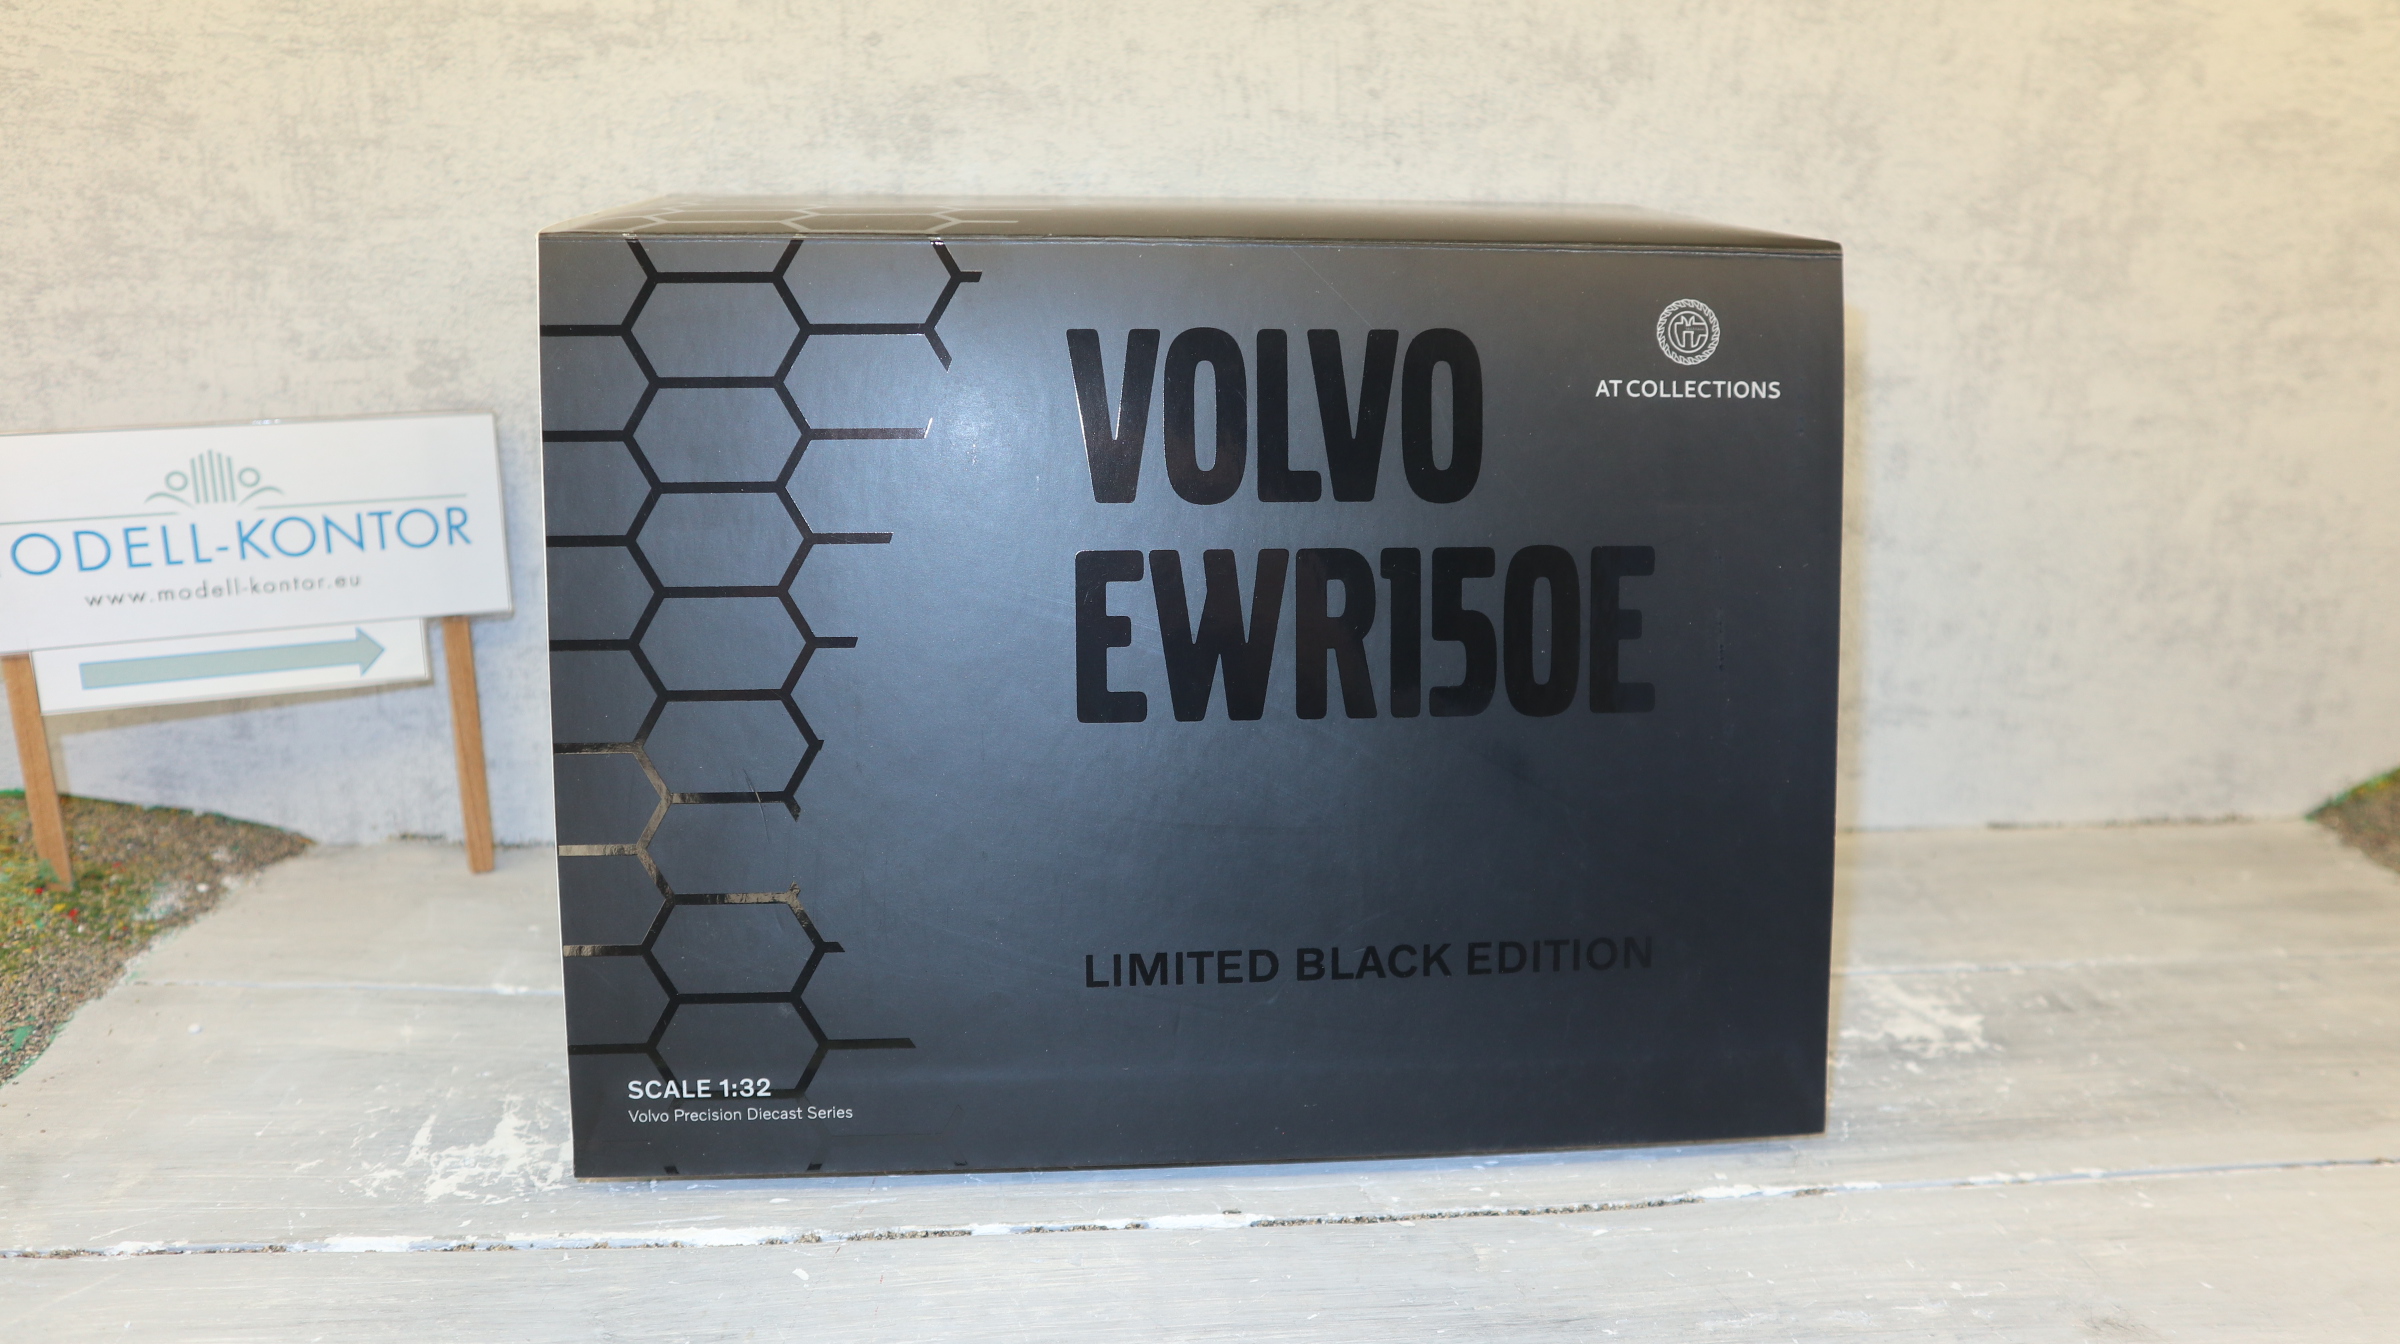 ODELL-KONTOR
www.modell-kontor.eu
AT COLLECTIONS
VOLVO
EWR150E
LIMITED BLACK EDITION
SCALE 1:32
Volvo Precision Diecast Series